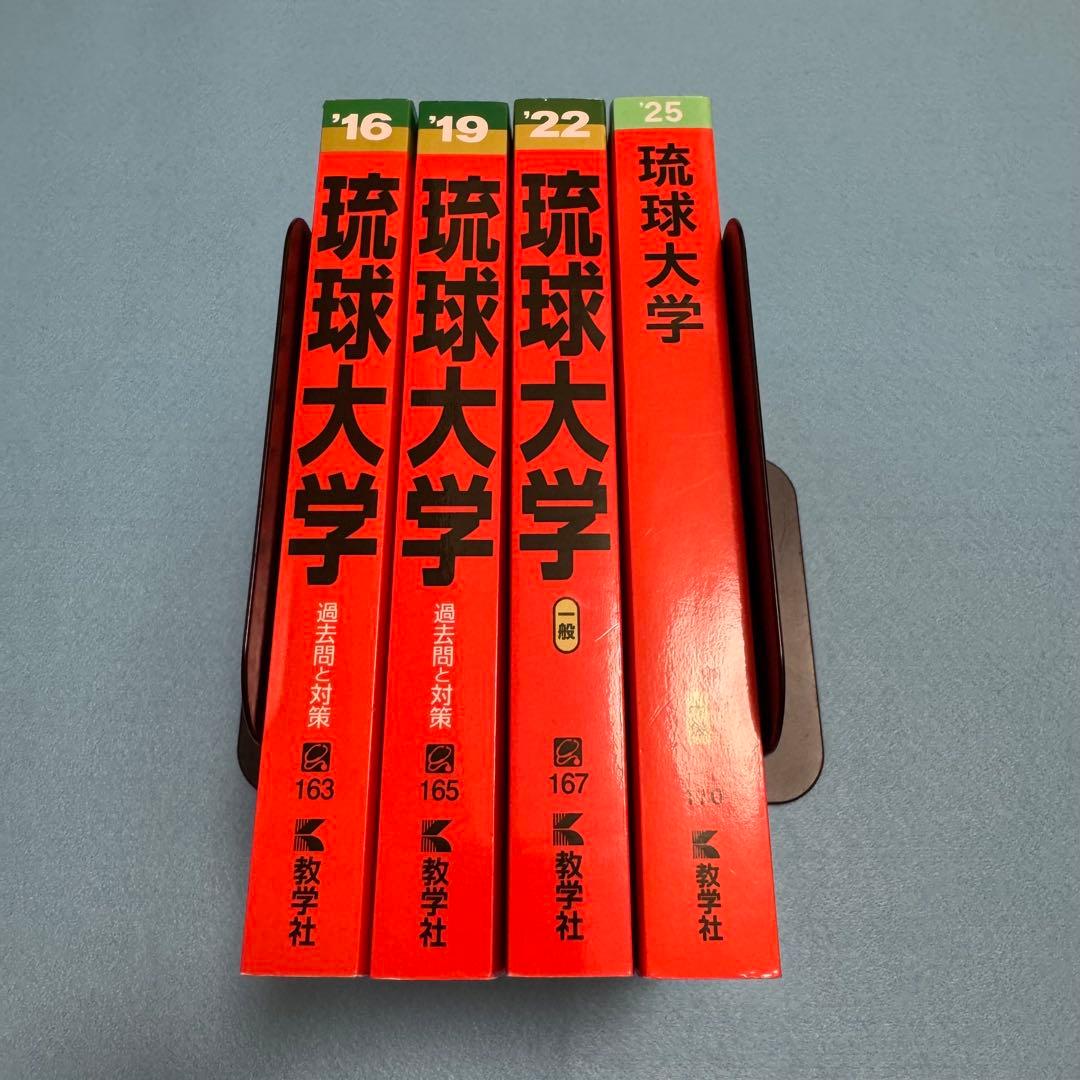 '16
琉球大学
過去問と対策
163
教学社
'19
琉球大学
過去問と対策
165
教学社
'22
琉球大学
一般
167
教学社
'25
琉球大学
教学社